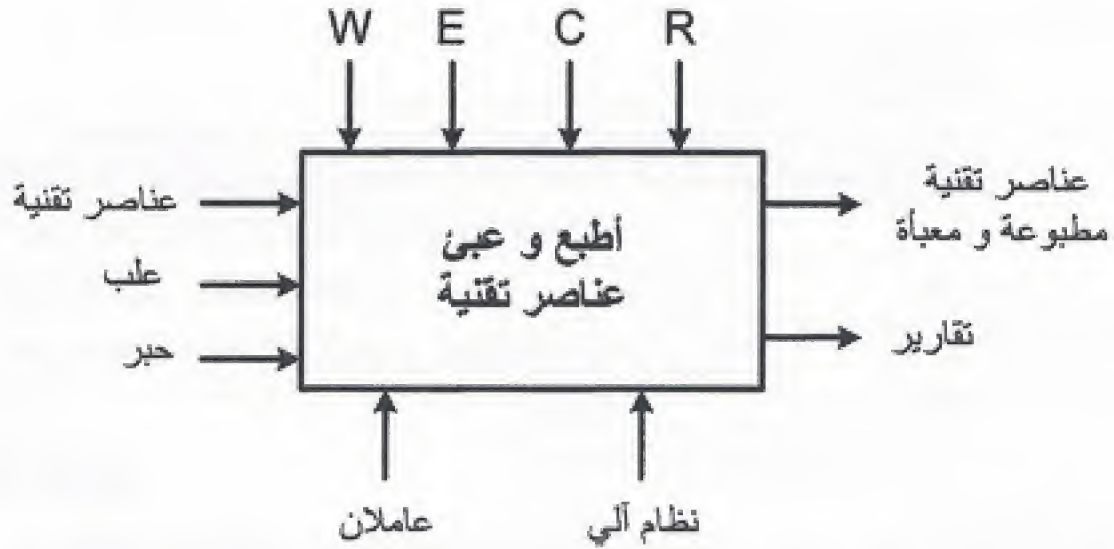 W E C R
عناصر تقنية
علب
حبر
أطبع و عبئ
عناصر تقنية
عناصر تقنية
مطبوعة و معبأة
تقارير
عاملان
نظام آلي